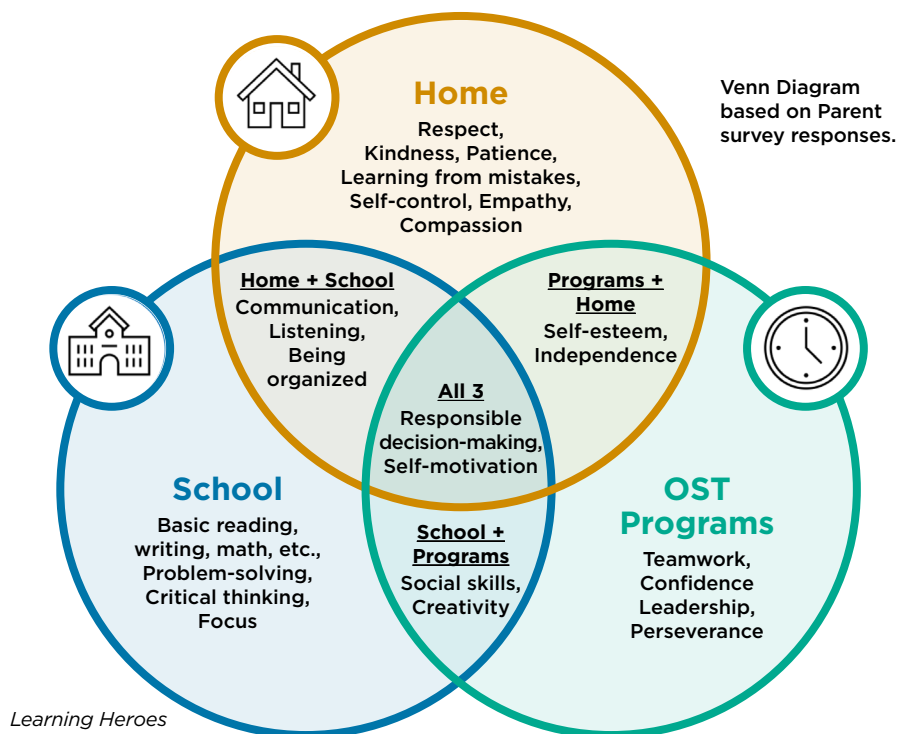 Home
Respect,
Kindness, Patience,
Learning from mistakes,
Self-control, Empathy,
Compassion
Venn Diagram
based on Parent
survey responses.
Home + School
Communication,
Listening,
Being
organized
Programs +
Home
Self-esteem,
Independence
All 3
Responsible
decision-making,
Self-motivation
School
Basic reading,
writing, math, etc.,
Problem-solving,
Critical thinking,
Focus
School +
Programs
Social skills,
Creativity
OST
Programs
Teamwork,
Confidence
Leadership,
Perseverance
Learning Heroes